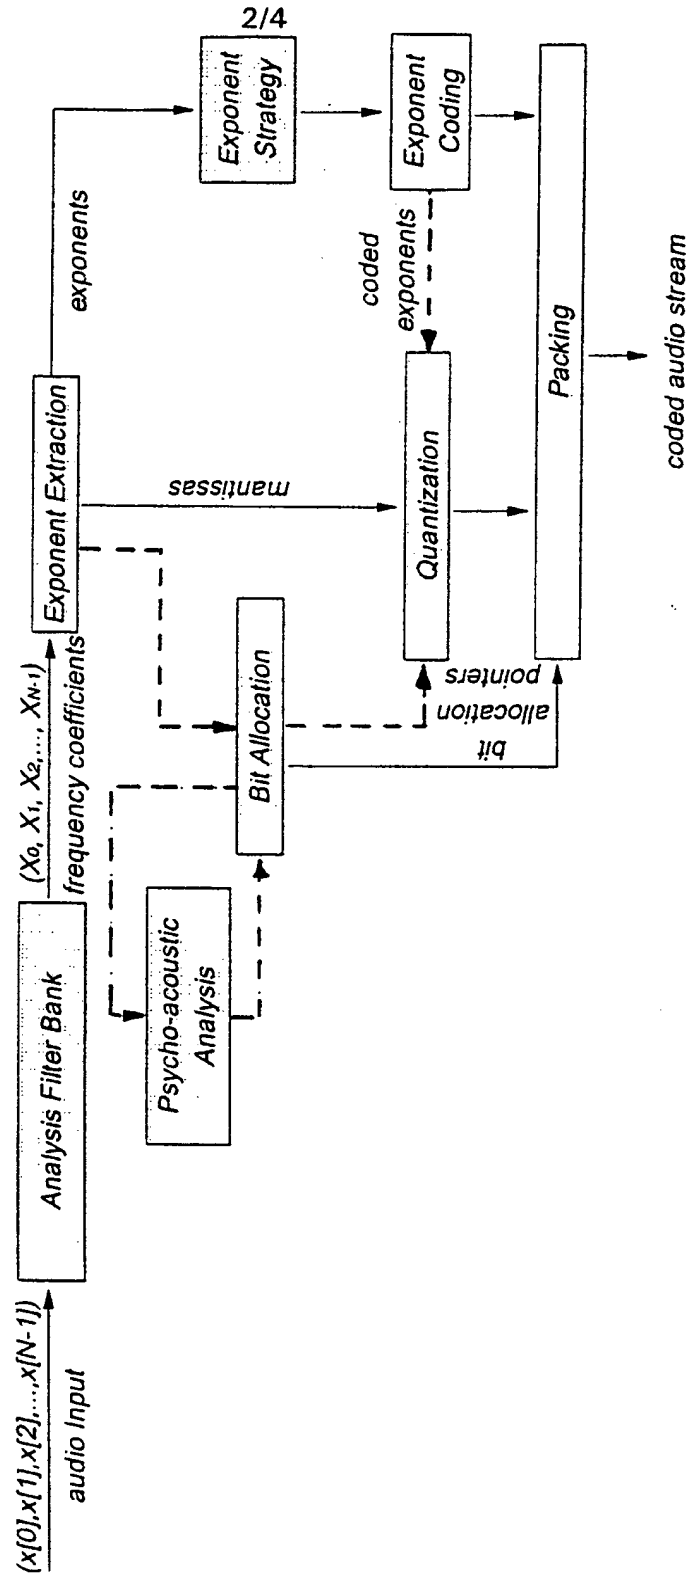 2/4
(x[0],x[1],x[2],...,x[N-1])
audio Input
Analysis Filter Bank
(X0, X1, X2,..., XN-1)
frequency coefficients
Exponent Extraction
exponents
Exponent
Strategy
Psycho-acoustic
Analysis
Bit Allocation
mantissas
coded
exponents
Exponent
Coding
Quantization
bit
allocation
pointers
Packing
coded audio stream